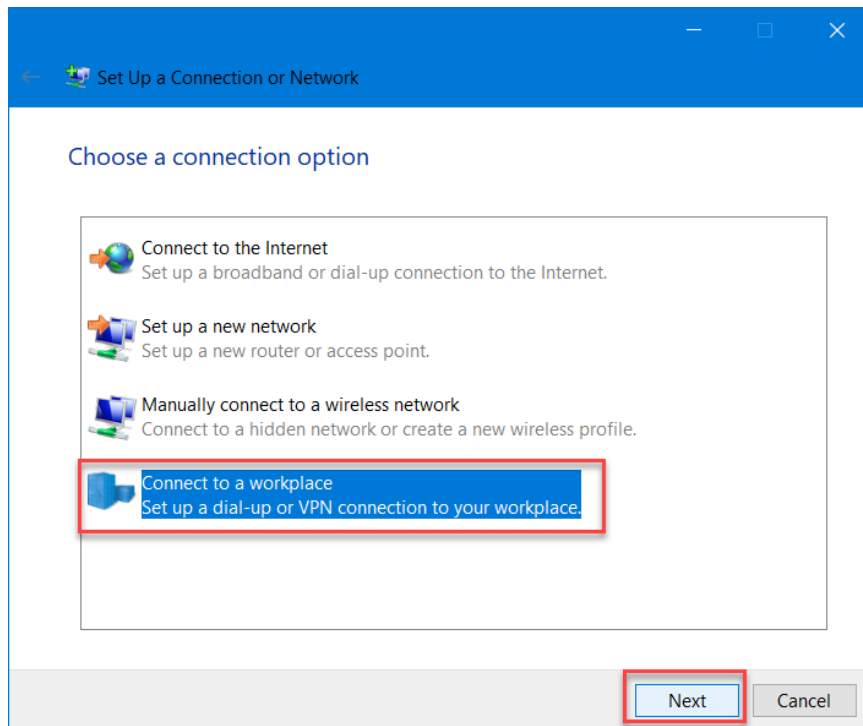 Set Up a Connection or Network
Choose a connection option
Connect to the Internet
Set up a broadband or dial-up connection to the Internet.
Set up a new network
Set up a new router or access point.
Manually connect to a wireless network
Connect to a hidden network or create a new wireless profile.
Connect to a workplace
Set up a dial-up or VPN connection to your workplace.
Next
Cancel